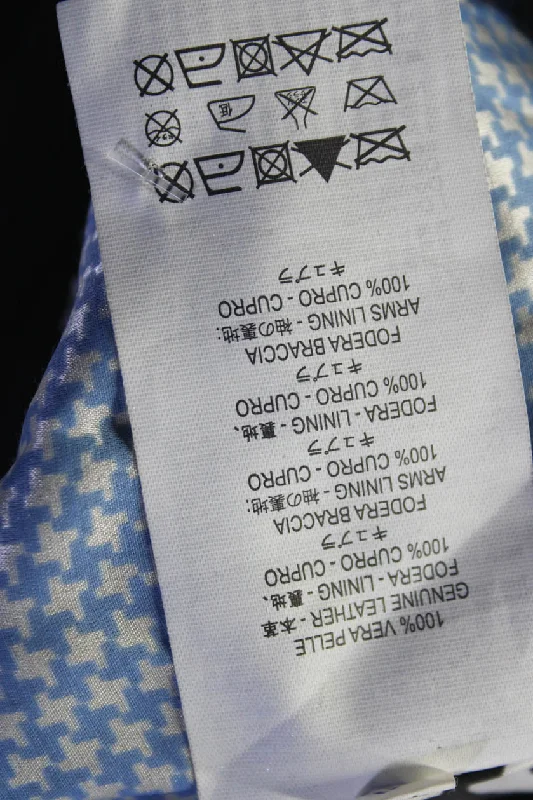 100% VERA PELLE
GENUINE LEATHER - 本革
FODERA - LINING - 裏地、
100% CUPRO - CUPRO
キュプラ
FODERA BRACCIA
ARMS LINING - 袖の裏地:
100% CUPRO - CUPRO
キュプラ
FODERA - LINING - 裏地、
100% CUPRO - CUPRO
キュプラ
FODERA BRACCIA
ARMS LINING - 袖の裏地:
100% CUPRO - CUPRO
キュプラ
低